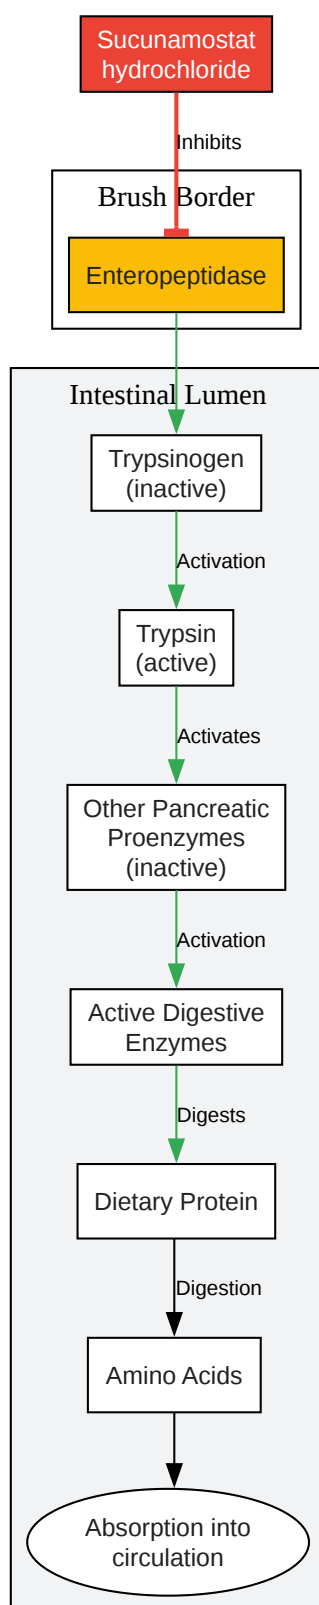 Sucunamostat
hydrochloride
Inhibits
Brush Border
Enteropeptidase
Intestinal Lumen
Trypsinogen
(inactive)
Activation
Trypsin
(active)
Activates
Other Pancreatic
Proenzymes
(inactive)
Activation
Active Digestive
Enzymes
Digests
Dietary Protein
Digestion
Amino Acids
Absorption into
circulation